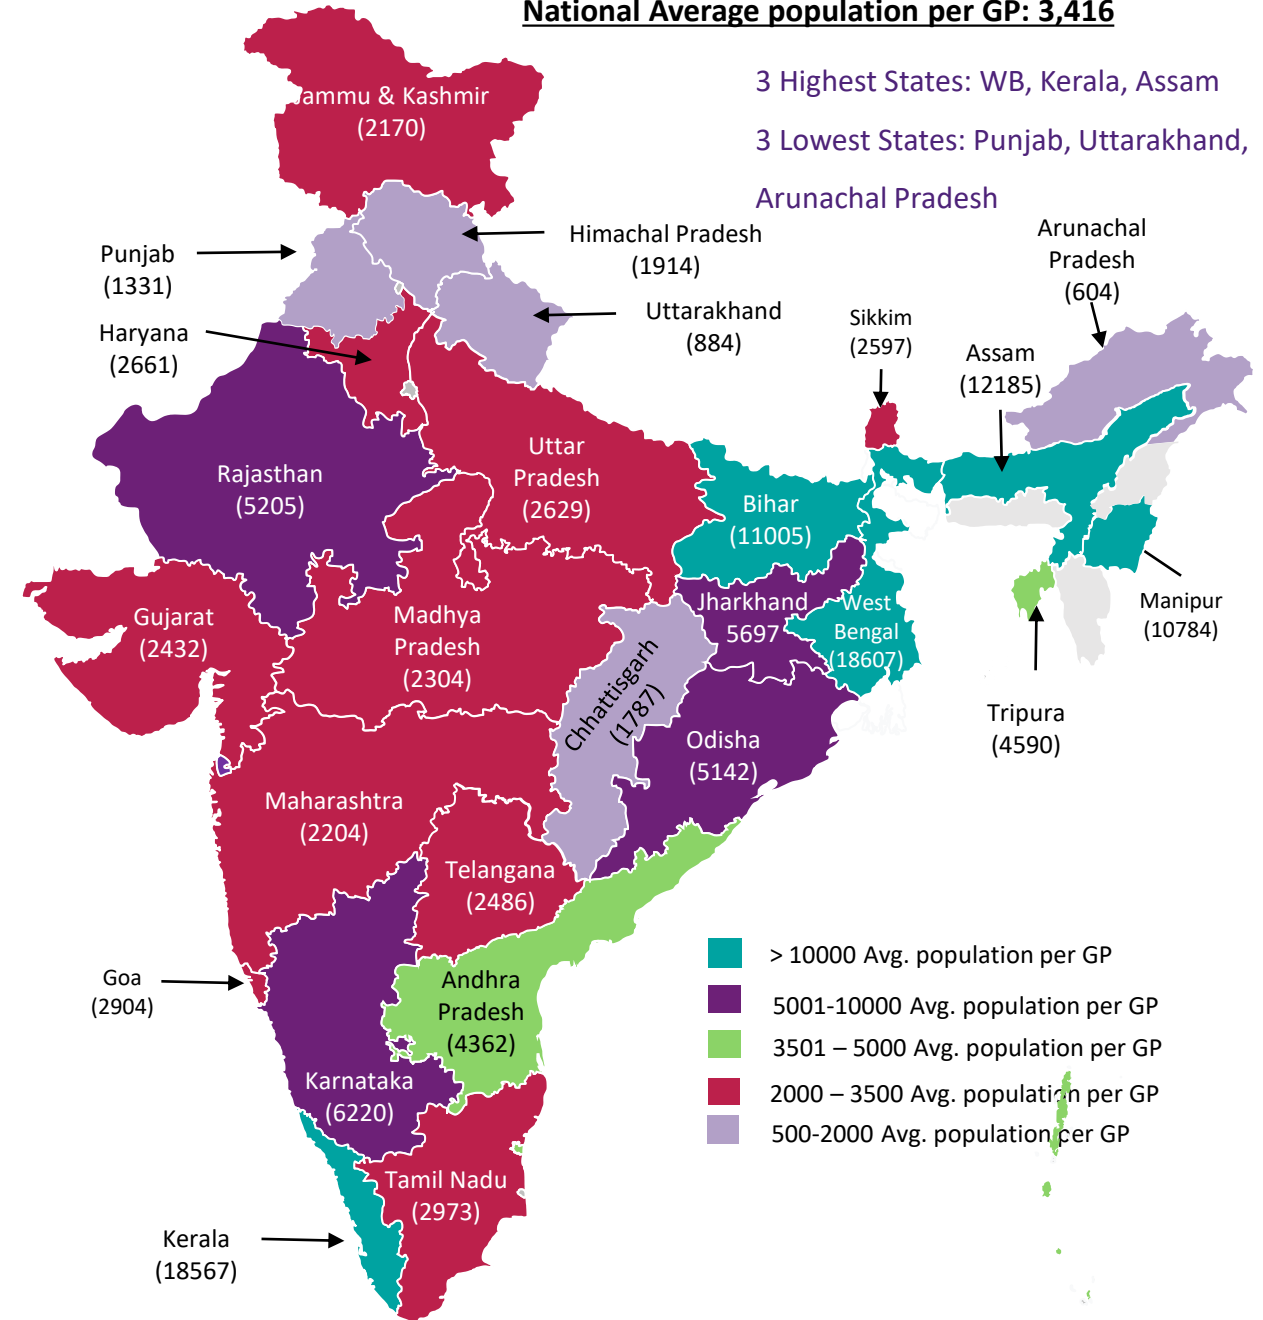 National Average population per GP: 3,416
3 Highest States: WB, Kerala, Assam
3 Lowest States: Punjab, Uttarakhand,
Arunachal Pradesh
Jammu & Kashmir
(2170)
Punjab
(1331)
Himachal Pradesh
(1914)
Arunachal
Pradesh
(604)
Haryana
(2661)
Uttarakhand
(884)
Sikkim
(2597)
Assam
(12185)
Rajasthan
(5205)
Uttar
Pradesh
(2629)
Bihar
(11005)
Gujarat
(2432)
Madhya
Pradesh
(2304)
Jharkhand
5697
West
Bengal
(18607)
Manipur
(10784)
Chhattisgarh
(1787)
Tripura
(4590)
Odisha
(5142)
Maharashtra
(2204)
Telangana
(2486)
Goa
(2904)
Andhra
Pradesh
(4362)
Karnataka
(6220)
Tamil Nadu
(2973)
Kerala
(18567)
> 10000 Avg. population per GP
5001-10000 Avg. population per GP
3501 – 5000 Avg. population per GP
2000 – 3500 Avg. population per GP
500-2000 Avg. population per GP